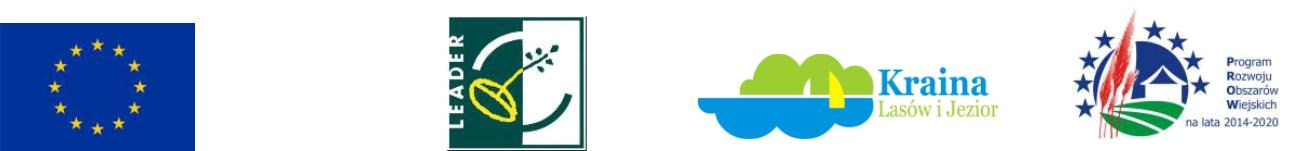 LEADER
Kraina
Lasów i Jezior
Program
Rozwoju
Obszarów
Wiejskich
na lata 2014-2020